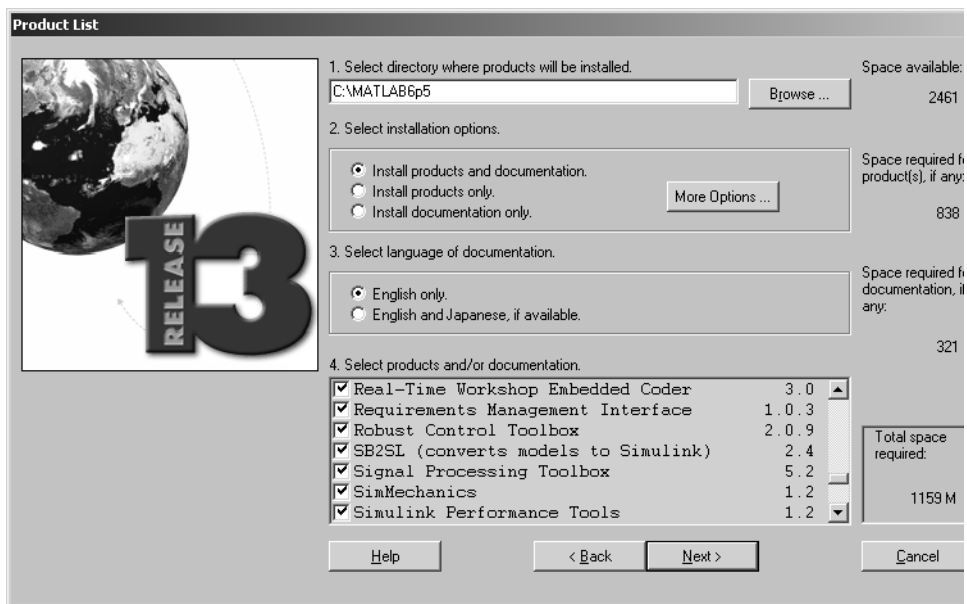 Product List
RELEASE
13
1. Select directory where products will be installed.
C:\MATLAB6p5
Browse ...
2. Select installation options.
Install products and documentation.
Install products only.
Install documentation only.
More Options ...
3. Select language of documentation.
English only.
English and Japanese, if available.
4. Select products and/or documentation.
Real-Time Workshop Embedded Coder 3.0
Requirements Management Interface 1.0.3
Robust Control Toolbox 2.0.9
SB2SL (converts models to Simulink) 2.4
Signal Processing Toolbox 5.2
SimMechanics 1.2
Simulink Performance Tools 1.2
Space available:
2461
Space required
product(s), if any:
838
Space required
documentation,
any:
321
Total space
required:
1159 M
Help
< Back
Next >
Cancel